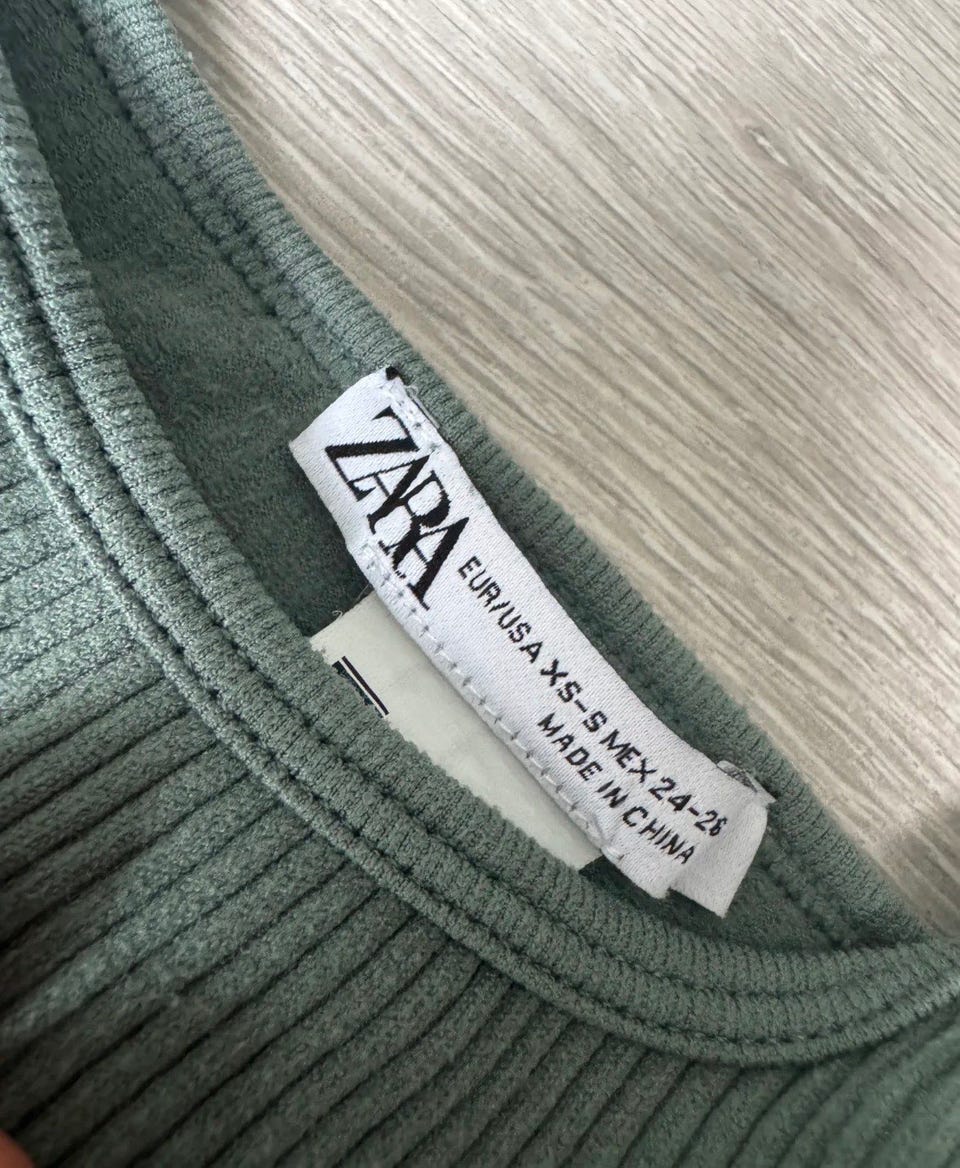 ZARA
EUR/USA XS-S MEX 24-26
MADE IN CHINA